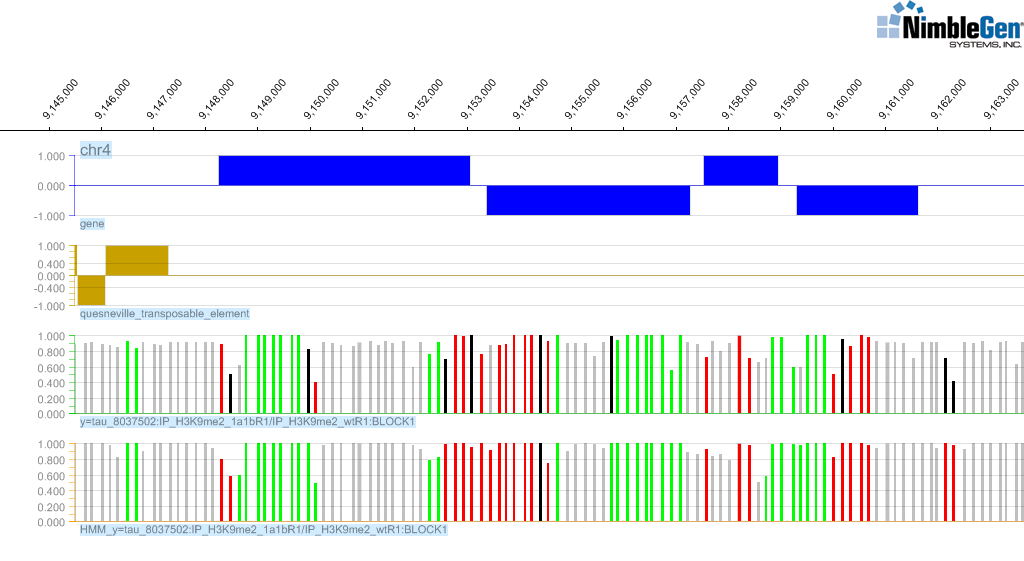 NimbleGen
SYSTEMS, INC.
9,145,000 9,146,000 9,147,000 9,148,000 9,149,000 9,150,000 9,151,000 9,152,000 9,153,000 9,154,000 9,155,000 9,156,000 9,157,000 9,158,000 9,159,000 9,160,000 9,161,000 9,162,000 9,163,000
chr4
1.000
0.000
-1.000
gene
1.000
0.400
0.000
-0.400
-1.000
quesneville_transposable_element
1.000
0.800
0.600
0.400
0.200
0.000
y=tau_8037502:IP_H3K9me2_1a1bR1/IP_H3K9me2_wtR1:BLOCK1
1.000
0.800
0.600
0.400
0.200
0.000
HMM_y=tau_8037502:IP_H3K9me2_1a1bR1/IP_H3K9me2_wtR1:BLOCK1